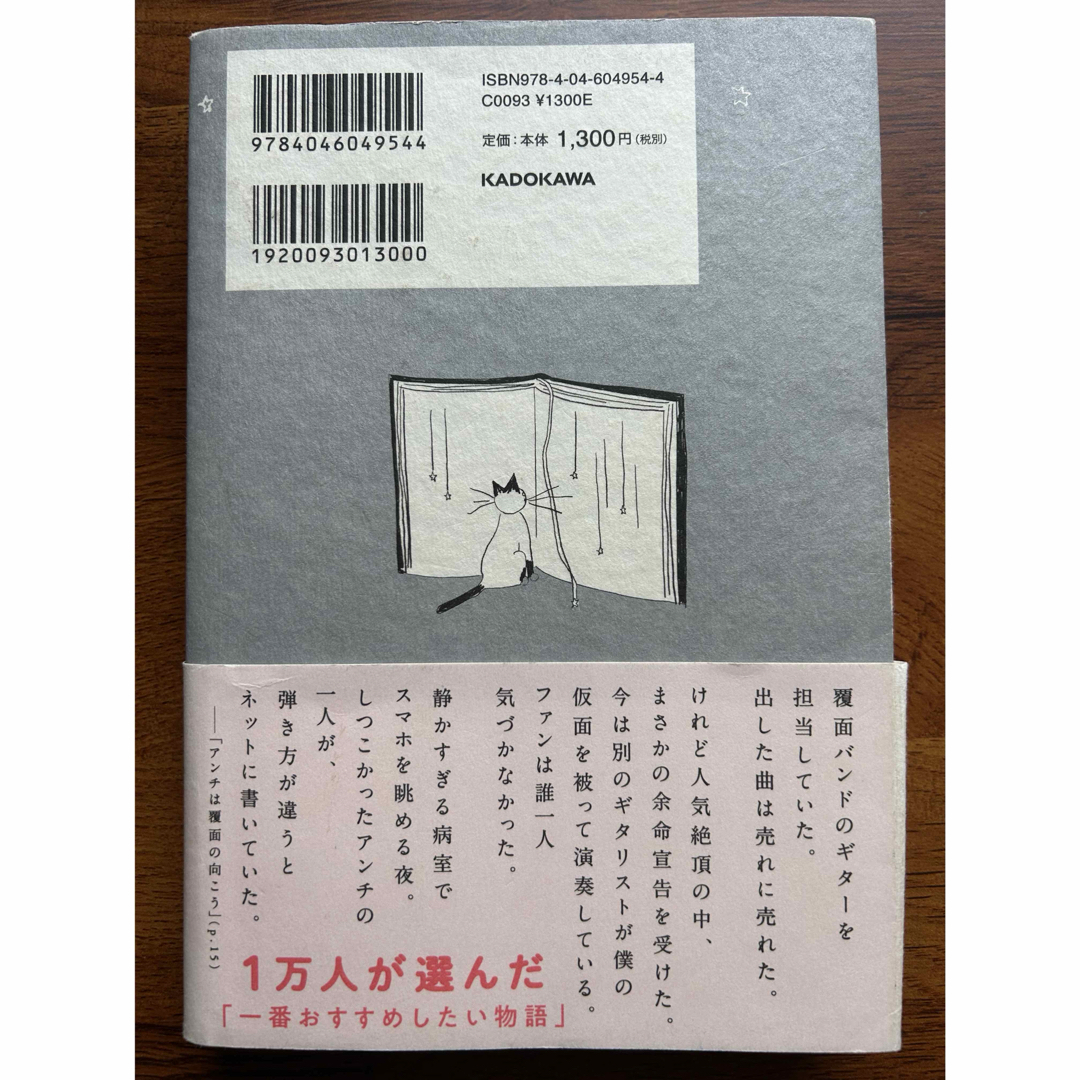 9784046049544
1920093013000
ISBN978-4-04-604954-4
C0093 ¥1300E
定価：本体 1,300円（税別）
KADOKAWA
覆面バンドのギターを
担当していた。
出した曲は売れに売れた。
けれど人気絶頂の中、
まさかの余命宣告を受けた。
今は別のギタリストが僕の
仮面を被って演奏している。
ファンは誰一人
気づかなかった。
静かすぎる病室で
スマホを眺める夜。
しつこかったアンチの
一人が、
弾き方が違うと
ネットに書いていた。
――「アンチは覆面の向こう」（p.15）
1万人が選んだ
「一番おすすめしたい物語」